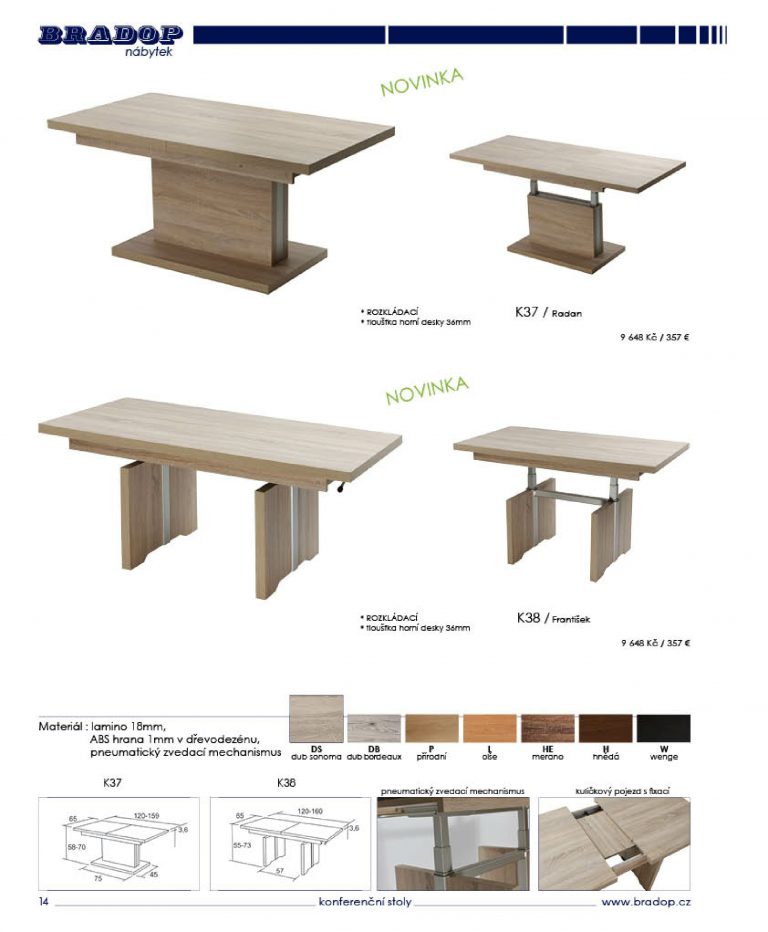 BRADOP
nábytek
NOVINKA
* ROZKLÁDACÍ
* tloušťka horní desky 36mm
K37 / Radan
9 648 Kč / 357 €
NOVINKA
* ROZKLÁDACÍ
* tloušťka horní desky 36mm
K38 / František
9 648 Kč / 357 €
Materiál : lamino 18mm,
ABS hrana 1mm v dřevodezénu,
pneumatický zvedací mechanismus
DS DB P L HE H W
dub sonoma dub bordeaux přírodní olše merano hnědá wenge
K37
65 120-159 3,6
58-70
75 45
K38
65 120-160 3,6
55-73
57
pneumatický zvedací mechanismus
kuličkový pojezd s fixací
14 konferenční stoly www.bradop.cz